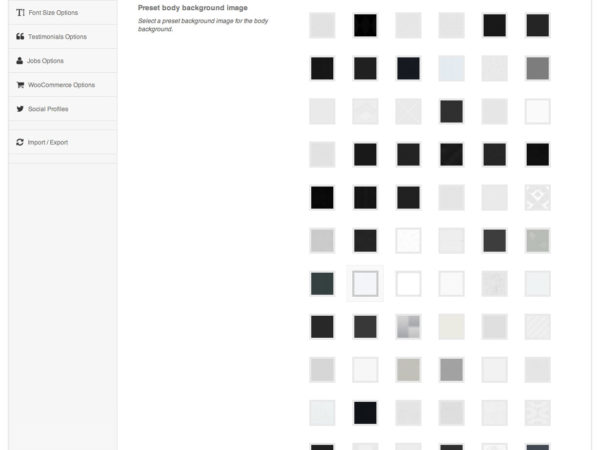 Font Size Options
Testimonials Options
Jobs Options
WooCommerce Options
Social Profiles
Import / Export
Preset body background image
Select a preset background image for the body
background.